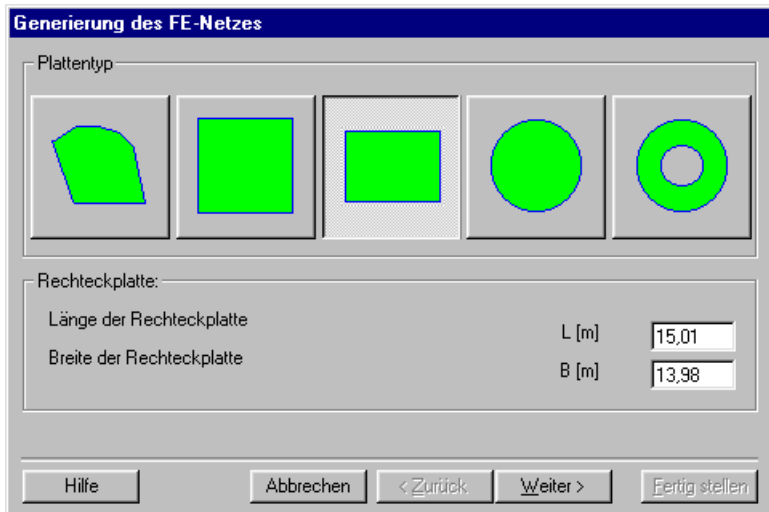 Generierung des FE-Netzes
Plattentyp
Rechteckplatte:
Länge der Rechteckplatte L [m] 15,01
Breite der Rechteckplatte B [m] 13,98
Hilfe Abbrechen < Zurück Weiter > Fertig stellen